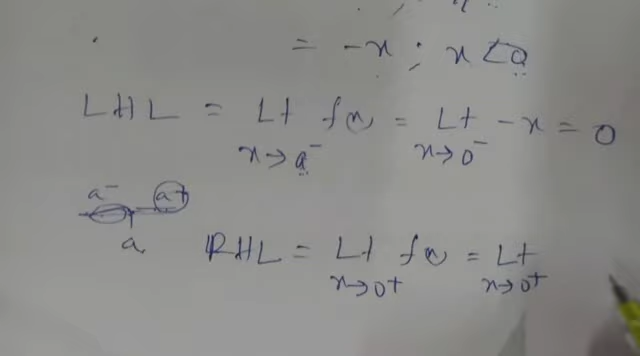 = -x ; x < 0
LHL = Lt f(x) = Lt -x = 0
x→a⁻ x→0⁻
a⁻ a+
a
RHL = Lt f(x) = Lt
x→0+ x→0+